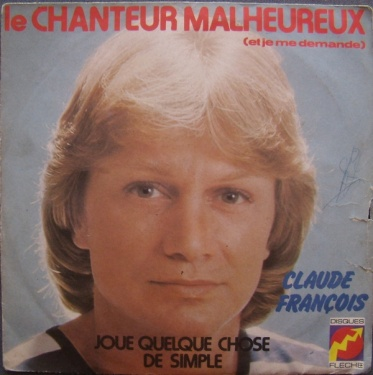 le CHANTEUR MALHEUREUX
(et je me demande)
CLAUDE
FRANÇOIS
JOUE QUELQUE CHOSE
DE SIMPLE
DISQUES
FLECHE